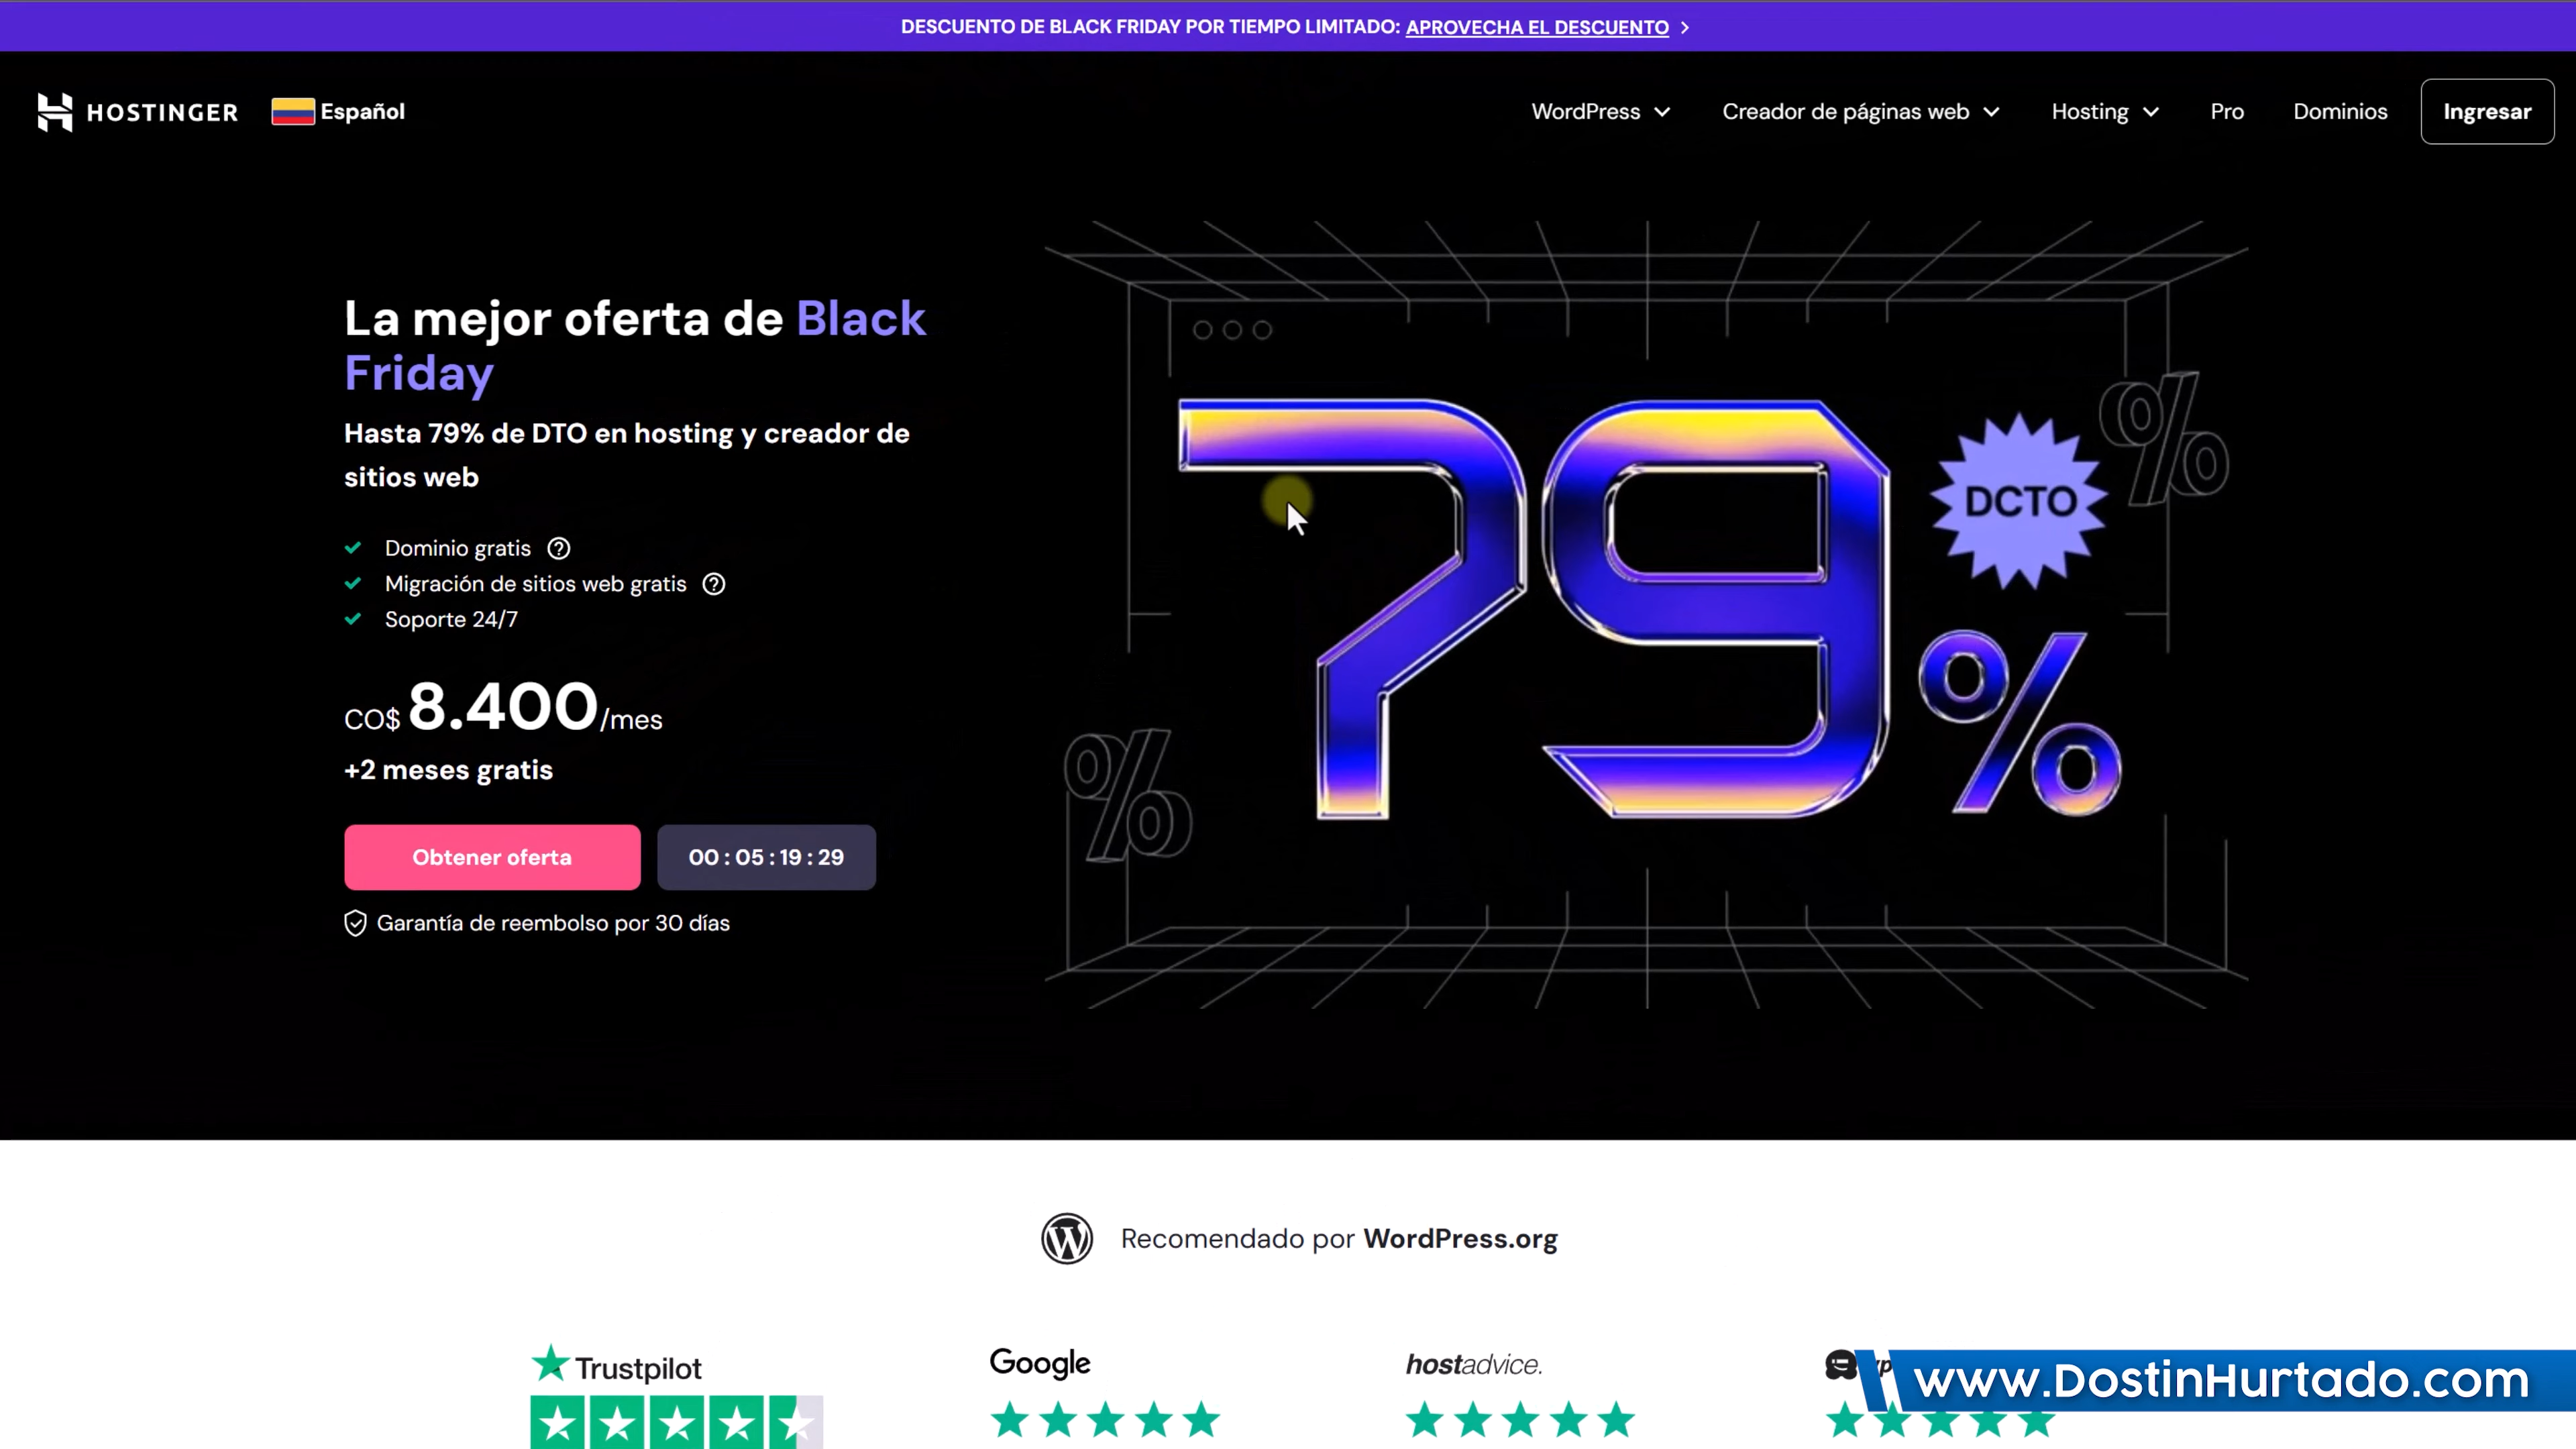 DESCUENTO DE BLACK FRIDAY POR TIEMPO LIMITADO: APROVECHA EL DESCUENTO
HOSTINGER Español WordPress Creador de páginas web Hosting Pro Dominios Ingresar
La mejor oferta de Black
Friday
Hasta 79% de DTO en hosting y creador de
sitios web
Dominio gratis
Migración de sitios web gratis
Soporte 24/7
CO$ 8.400/mes
+2 meses gratis
Obtener oferta 00 : 05 : 19 : 29
Garantía de reembolso por 30 días
79%
DCTO
%
%
Recomendado por WordPress.org
Trustpilot
Google
hostadvice.
www.DostinHurtado.com